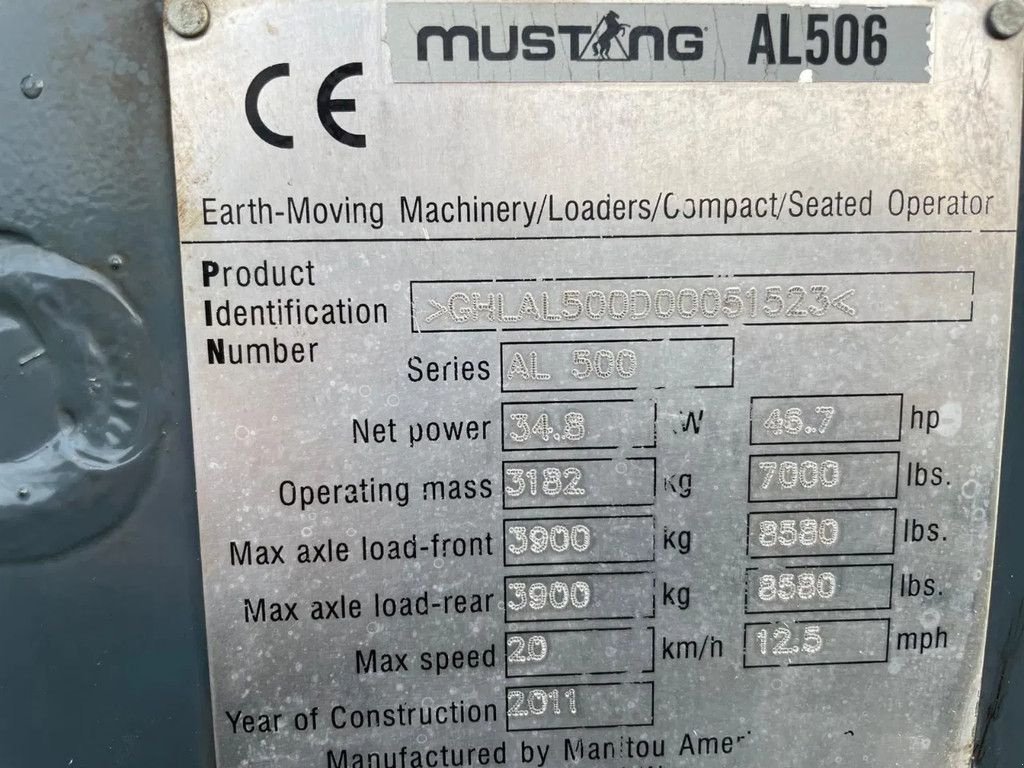 MUSTANG AL506
CE
Earth-Moving Machinery/Loaders/Compact/Seated Operator
Product
Identification >GHLAL500D00051523<
Number
Series AL 500
Net power 34.8 kW 46.7 hp
Operating mass 3182 kg 7000 lbs.
Max axle load-front 3900 kg 8580 lbs.
Max axle load-rear 3900 kg 8580 lbs.
Max speed 20 km/h 12.5 mph
Year of Construction 2011
Manufactured by Manitou